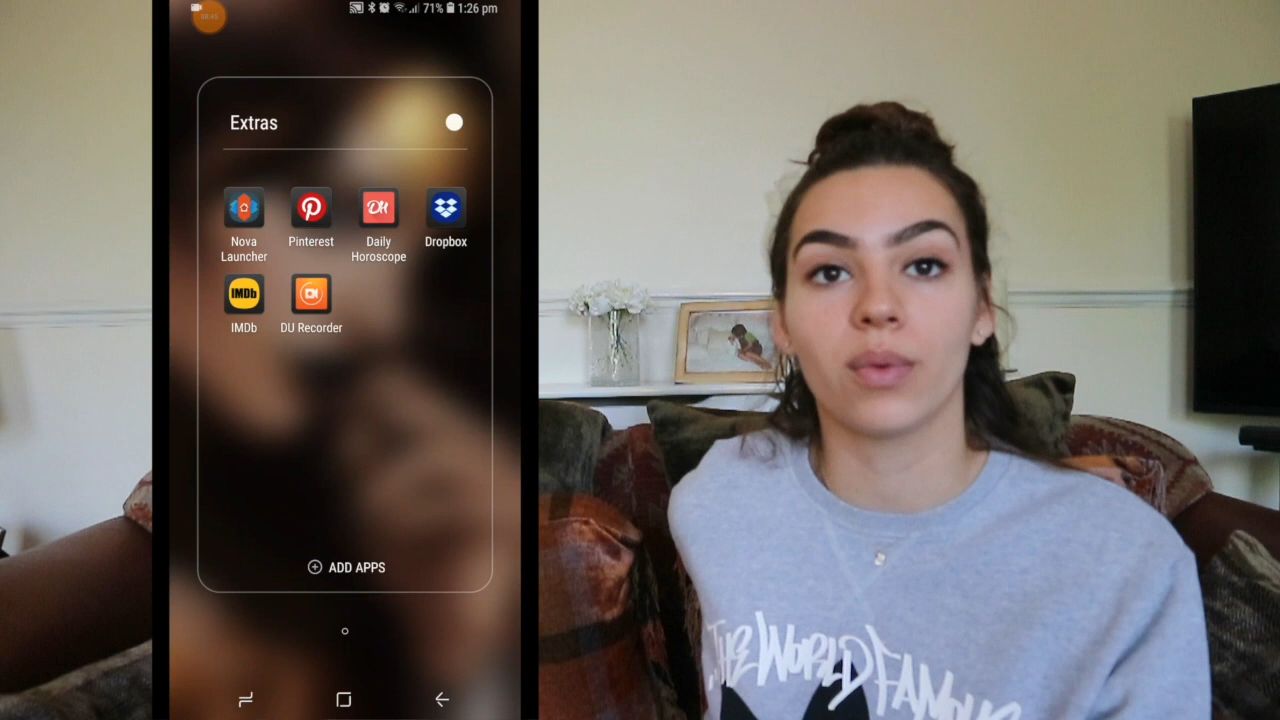 71% 1:26 pm
Extras
DH
Nova
Launcher
Pinterest
Daily
Horoscope
Dropbox
IMDb
IMDb
DU Recorder
ADD APPS
THE WORLD FAMOUS